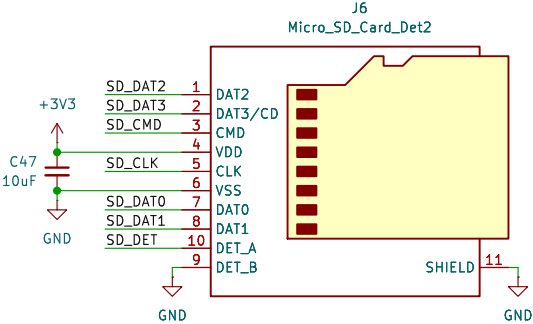 J6
Micro_SD_Card_Det2
SD_DAT2 1 DAT2
SD_DAT3 2 DAT3/CD
+3V3
SD_CMD 3 CMD
4 VDD
C47
10uF
SD_CLK 5 CLK
6 VSS
SD_DAT0 7 DAT0
SD_DAT1 8 DAT1
GND
SD_DET 10 DET_A
9 DET_B
SHIELD 11
GND
GND